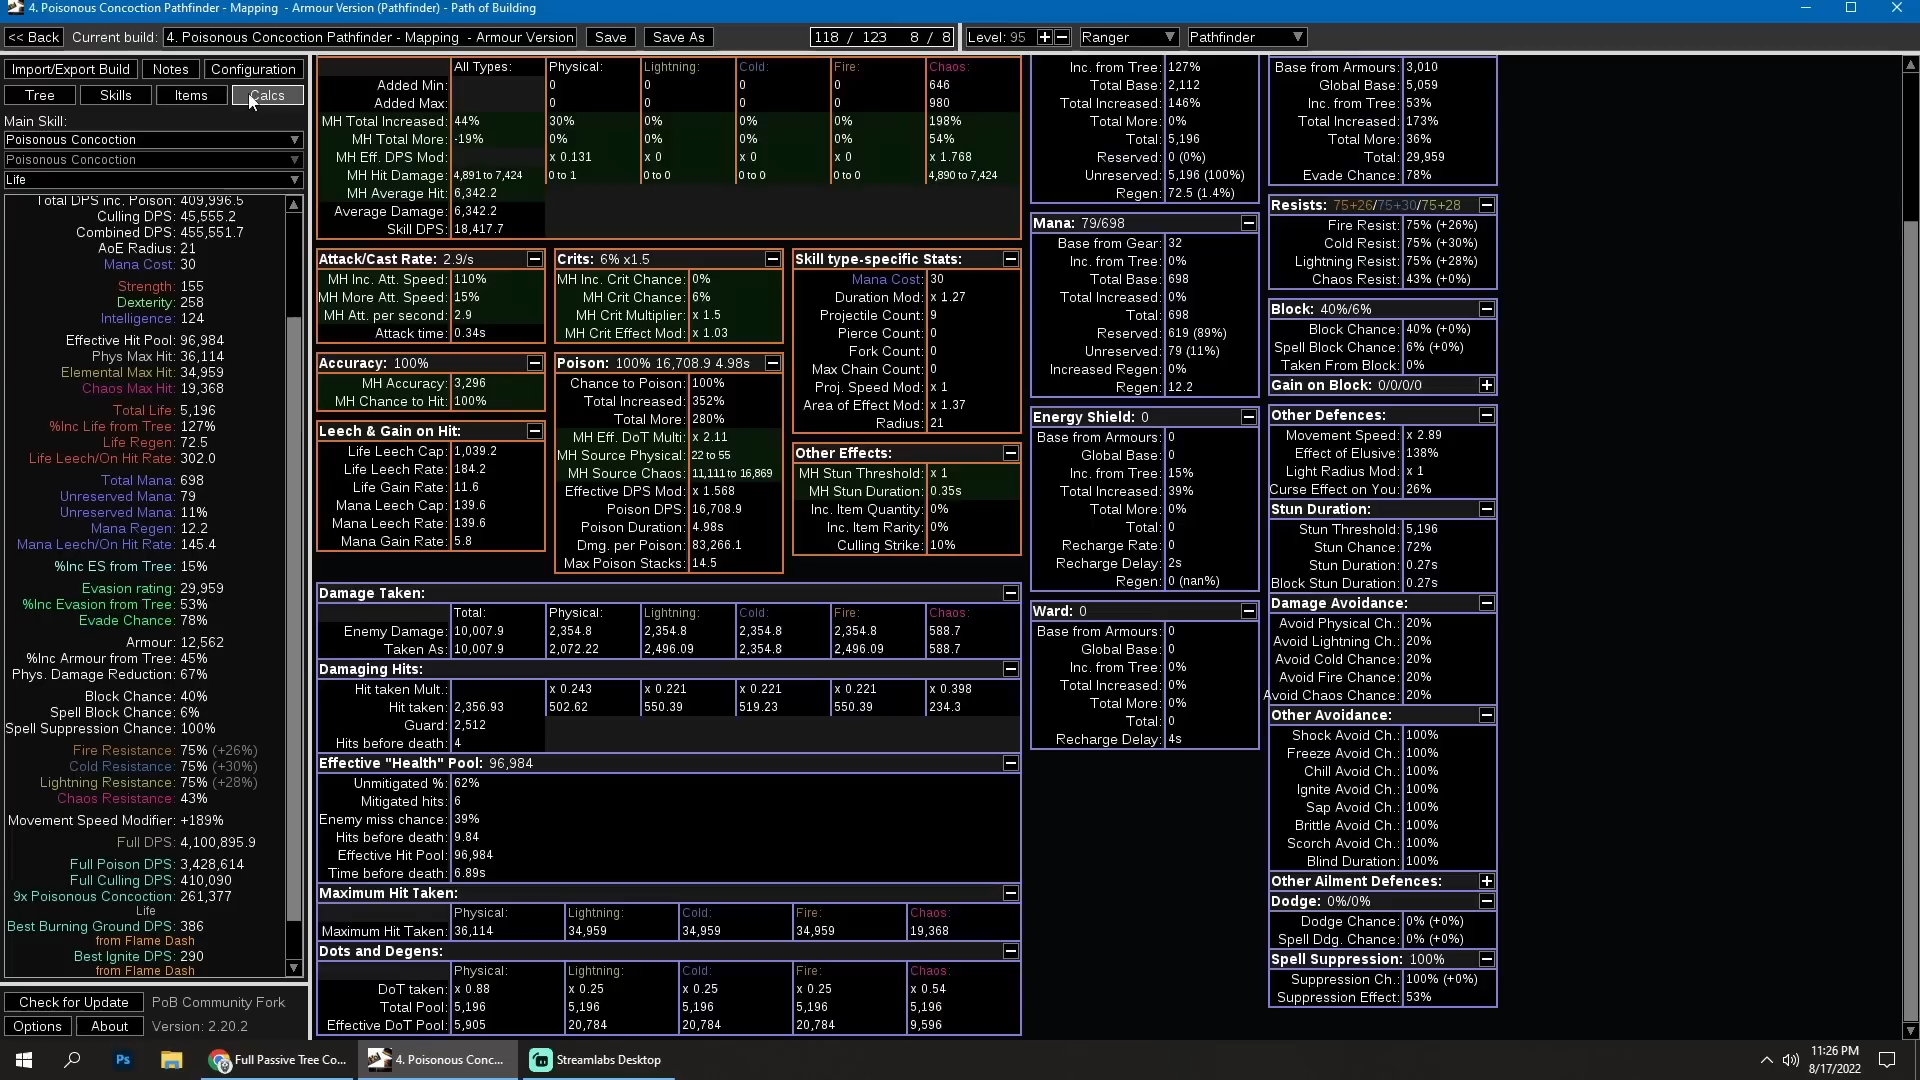 4. Poisonous Concoction Pathfinder - Mapping - Armour Version (Pathfinder) - Path of Building
<< Back Current build: 4. Poisonous Concoction Pathfinder - Mapping - Armour Version Save Save As 118 / 123 8 / 8 Level: 95 Ranger Pathfinder
Import/Export Build Notes Configuration
Tree Skills Items Calcs
Main Skill:
Poisonous Concoction
Poisonous Concoction
Life
Total DPS inc. Poison: 409,996.5
Culling DPS: 45,555.2
Combined DPS: 455,551.7
AoE Radius: 21
Mana Cost: 30
Strength: 155
Dexterity: 258
Intelligence: 124
Effective Hit Pool: 96,984
Phys Max Hit: 36,114
Elemental Max Hit: 34,959
Chaos Max Hit: 19,368
Total Life: 5,196
%Inc Life from Tree: 127%
Life Regen: 72.5
Life Leech/On Hit Rate: 302.0
Total Mana: 698
Unreserved Mana: 79
Unreserved Mana: 11%
Mana Regen: 12.2
Mana Leech/On Hit Rate: 145.4
%Inc ES from Tree: 15%
Evasion rating: 29,959
%Inc Evasion from Tree: 53%
Evade Chance: 78%
Armour: 12,562
%Inc Armour from Tree: 45%
Phys. Damage Reduction: 67%
Block Chance: 40%
Spell Block Chance: 6%
Spell Suppression Chance: 100%
Fire Resistance: 75% (+26%)
Cold Resistance: 75% (+30%)
Lightning Resistance: 75% (+28%)
Chaos Resistance: 43%
Movement Speed Modifier: +189%
Full DPS: 4,100,895.9
Full Poison DPS: 3,428,614
Full Culling DPS: 410,090
9x Poisonous Concoction: 261,377
Life
Best Burning Ground DPS: 386
from Flame Dash
Best Ignite DPS: 290
from Flame Dash
Check for Update PoB Community Fork
Options About Version: 2.20.2
All Types: Physical: Lightning: Cold: Fire: Chaos:
Added Min: 0 0 0 0 646
Added Max: 0 0 0 0 980
MH Total Increased: 44% 30% 0% 0% 0% 198%
MH Total More: -19% 0% 0% 0% 0% 54%
MH Eff. DPS Mod: x 0.131 x 0 x 0 x 0 x 1.768
MH Hit Damage: 4,891 to 7,424 0 to 1 0 to 0 0 to 0 0 to 0 4,890 to 7,424
MH Average Hit: 6,342.2
Average Damage: 6,342.2
Skill DPS: 18,417.7
Attack/Cast Rate: 2.9/s
MH Inc. Att. Speed: 110%
MH More Att. Speed: 15%
MH Att. per second: 2.9
Attack time: 0.34s
Accuracy: 100%
MH Accuracy: 3,296
MH Chance to Hit: 100%
Leech & Gain on Hit:
Life Leech Cap: 1,039.2
Life Leech Rate: 184.2
Life Gain Rate: 11.6
Mana Leech Cap: 139.6
Mana Leech Rate: 139.6
Mana Gain Rate: 5.8
Crits: 6% x1.5
MH Inc. Crit Chance: 0%
MH Crit Chance: 6%
MH Crit Multiplier: x 1.5
MH Crit Effect Mod: x 1.03
Poison: 100% 16,708.9 4.98s
Chance to Poison: 100%
Total Increased: 352%
Total More: 280%
MH Eff. DoT Multi: x 2.11
MH Source Physical: 22 to 55
MH Source Chaos: 11,111 to 16,869
Effective DPS Mod: x 1.568
Poison DPS: 16,708.9
Poison Duration: 4.98s
Dmg. per Poison: 83,266.1
Max Poison Stacks: 14.5
Skill type-specific Stats:
Mana Cost: 30
Duration Mod: x 1.27
Projectile Count: 9
Pierce Count: 0
Fork Count: 0
Max Chain Count: 0
Proj. Speed Mod: x 1
Area of Effect Mod: x 1.37
Radius: 21
Other Effects:
MH Stun Threshold: x 1
MH Stun Duration: 0.35s
Inc. Item Quantity: 0%
Inc. Item Rarity: 0%
Culling Strike: 10%
Damage Taken:
Total: Physical: Lightning: Cold: Fire: Chaos:
Enemy Damage: 10,007.9 2,354.8 2,354.8 2,354.8 2,354.8 588.7
Taken As: 10,007.9 2,072.22 2,496.09 2,354.8 2,496.09 588.7
Damaging Hits:
Hit taken Mult.: x 0.243 x 0.221 x 0.221 x 0.221 x 0.398
Hit taken: 2,356.93 502.62 550.39 519.23 550.39 234.3
Guard: 2,512
Hits before death: 4
Effective "Health" Pool: 96,984
Unmitigated %: 62%
Mitigated hits: 6
Enemy miss chance: 39%
Hits before death: 9.84
Effective Hit Pool: 96,984
Time before death: 6.89s
Maximum Hit Taken:
Physical: Lightning: Cold: Fire: Chaos:
Maximum Hit Taken: 36,114 34,959 34,959 34,959 19,368
Dots and Degens:
Physical: Lightning: Cold: Fire: Chaos:
DoT taken: x 0.88 x 0.25 x 0.25 x 0.25 x 0.54
Total Pool: 5,196 5,196 5,196 5,196 5,196
Effective DoT Pool: 5,905 20,784 20,784 20,784 9,596
Inc. from Tree: 127%
Total Base: 2,112
Total Increased: 146%
Total More: 0%
Total: 5,196
Reserved: 0 (0%)
Unreserved: 5,196 (100%)
Regen: 72.5 (1.4%)
Mana: 79/698
Base from Gear: 32
Inc. from Tree: 0%
Total Base: 698
Total Increased: 0%
Total: 698
Reserved: 619 (89%)
Unreserved: 79 (11%)
Increased Regen: 0%
Regen: 12.2
Energy Shield: 0
Base from Armours: 0
Global Base: 0
Inc. from Tree: 15%
Total Increased: 39%
Total More: 0%
Total: 0
Recharge Rate: 0
Recharge Delay: 2s
Regen: 0 (nan%)
Ward: 0
Base from Armours: 0
Global Base: 0
Inc. from Tree: 0%
Total Increased: 0%
Total More: 0%
Total: 0
Recharge Delay: 4s
Base from Armours: 3,010
Global Base: 5,059
Inc. from Tree: 53%
Total Increased: 173%
Total More: 36%
Total: 29,959
Evade Chance: 78%
Resists: 75+26/75+30/75+28
Fire Resist: 75% (+26%)
Cold Resist: 75% (+30%)
Lightning Resist: 75% (+28%)
Chaos Resist: 43% (+0%)
Block: 40%/6%
Block Chance: 40% (+0%)
Spell Block Chance: 6% (+0%)
Taken From Block: 0%
Gain on Block: 0/0/0/0
Other Defences:
Movement Speed: x 2.89
Effect of Elusive: 138%
Light Radius Mod: x 1
Curse Effect on You: 26%
Stun Duration:
Stun Threshold: 5,196
Stun Chance: 72%
Stun Duration: 0.27s
Block Stun Duration: 0.27s
Damage Avoidance:
Avoid Physical Ch.: 20%
Avoid Lightning Ch.: 20%
Avoid Cold Chance: 20%
Avoid Fire Chance: 20%
Avoid Chaos Chance: 20%
Other Avoidance:
Shock Avoid Ch.: 100%
Freeze Avoid Ch.: 100%
Chill Avoid Ch.: 100%
Ignite Avoid Ch.: 100%
Sap Avoid Ch.: 100%
Brittle Avoid Ch.: 100%
Scorch Avoid Ch.: 100%
Blind Duration: 100%
Other Ailment Defences:
Dodge: 0%/0%
Dodge Chance: 0% (+0%)
Spell Ddg. Chance: 0% (+0%)
Spell Suppression: 100%
Suppression Ch.: 100% (+0%)
Suppression Effect: 53%
Ps Full Passive Tree Co... 4. Poisonous Conc... Streamlabs Desktop
11:26 PM
8/17/2022